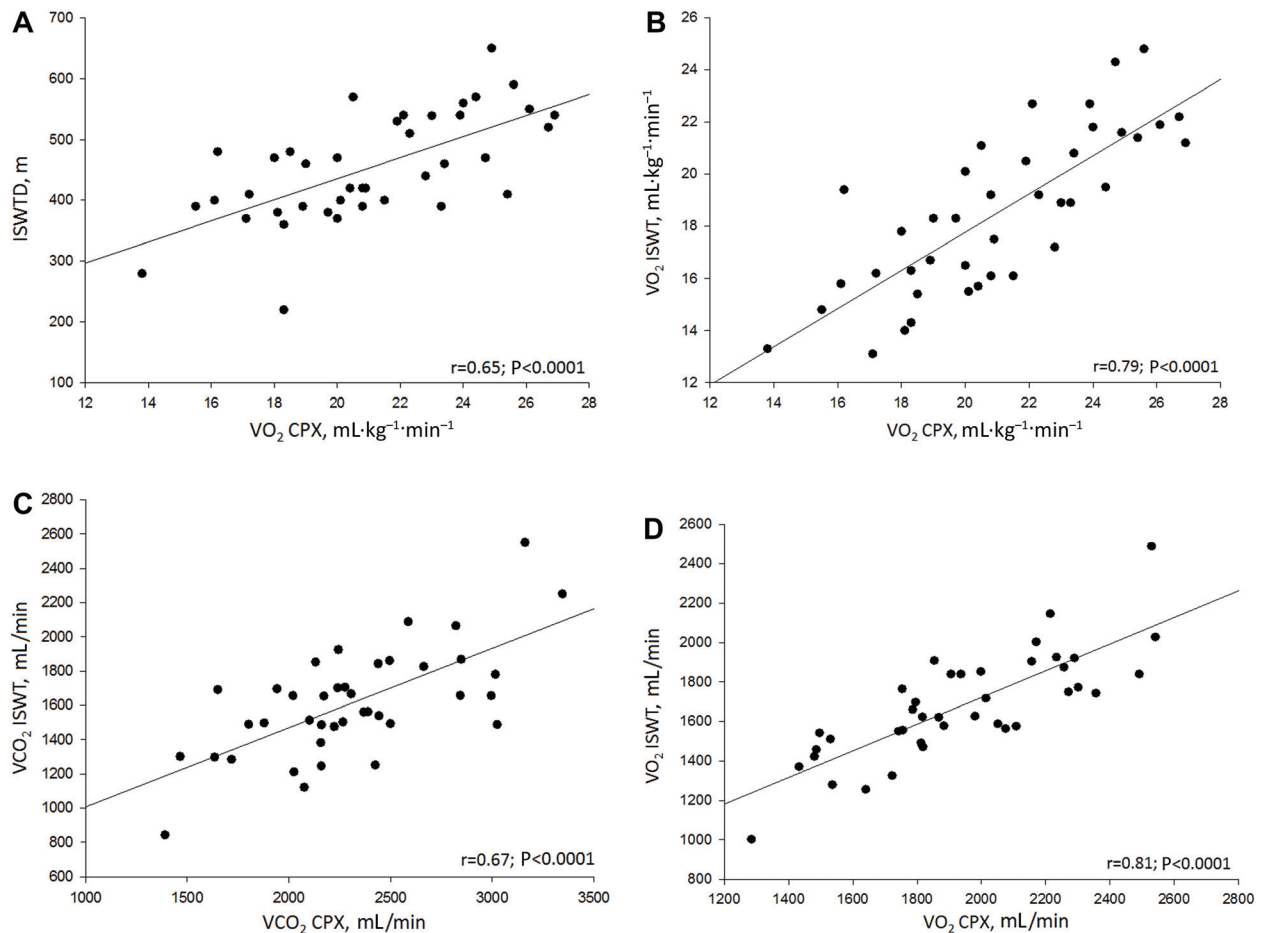 A
700
600
500
400
300
200
100
ISWTD, m
12 14 16 18 20 22 24 26 28
VO₂ CPX, mL·kg⁻¹·min⁻¹
r=0.65; P<0.0001
B
26
24
22
20
18
16
14
12
VO₂ ISWT, mL·kg⁻¹·min⁻¹
12 14 16 18 20 22 24 26 28
VO₂ CPX, mL·kg⁻¹·min⁻¹
r=0.79; P<0.0001
C
2800
2600
2400
2200
2000
1800
1600
1400
1200
1000
800
600
VCO₂ ISWT, mL/min
1000 1500 2000 2500 3000 3500
VCO₂ CPX, mL/min
r=0.67; P<0.0001
D
2600
2400
2200
2000
1800
1600
1400
1200
1000
800
VO₂ ISWT, mL/min
1200 1400 1600 1800 2000 2200 2400 2600 2800
VO₂ CPX, mL/min
r=0.81; P<0.0001